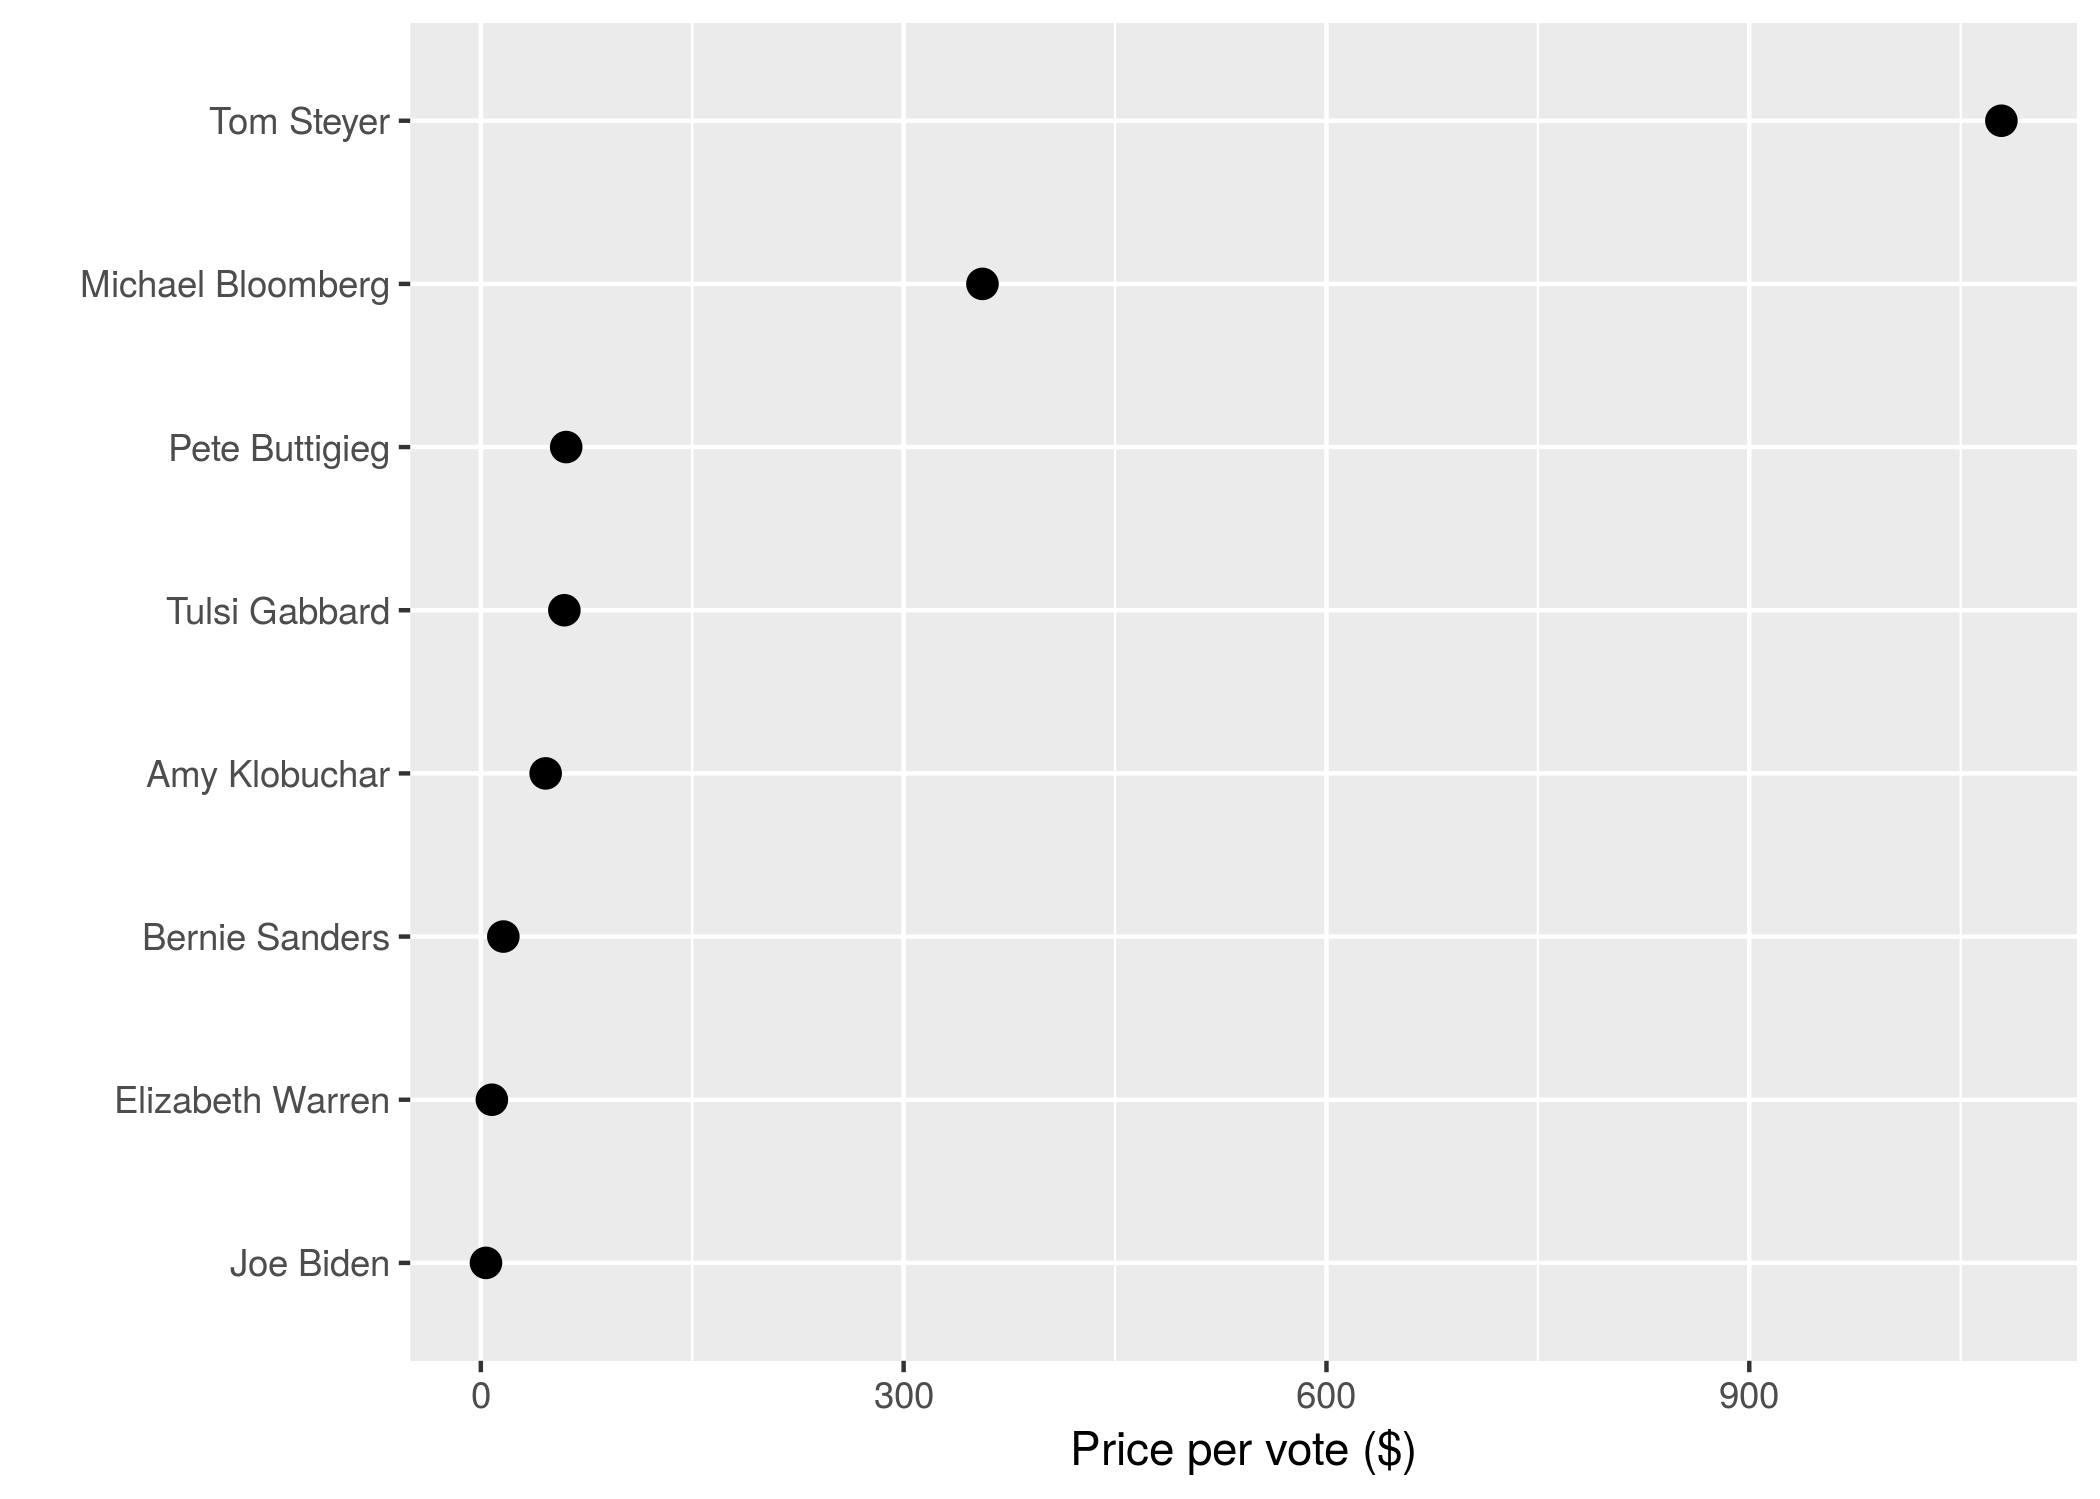 Tom Steyer
Michael Bloomberg
Pete Buttigieg
Tulsi Gabbard
Amy Klobuchar
Bernie Sanders
Elizabeth Warren
Joe Biden
0 300 600 900
Price per vote ($)